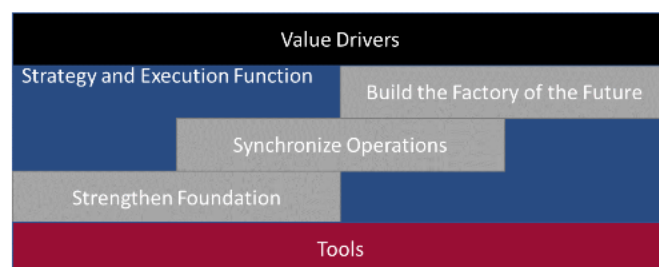 Value Drivers
Strategy and Execution Function
Build the Factory of the Future
Synchronize Operations
Strengthen Foundation
Tools